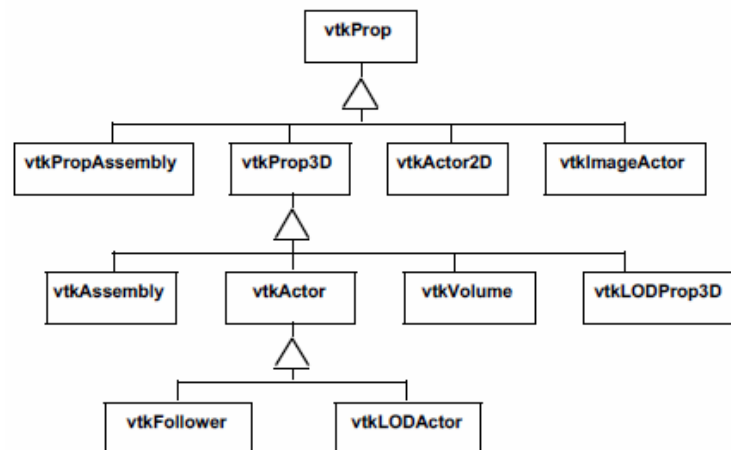 vtkProp
vtkPropAssembly
vtkProp3D
vtkActor2D
vtkImageActor
vtkAssembly
vtkActor
vtkVolume
vtkLODProp3D
vtkFollower
vtkLODActor